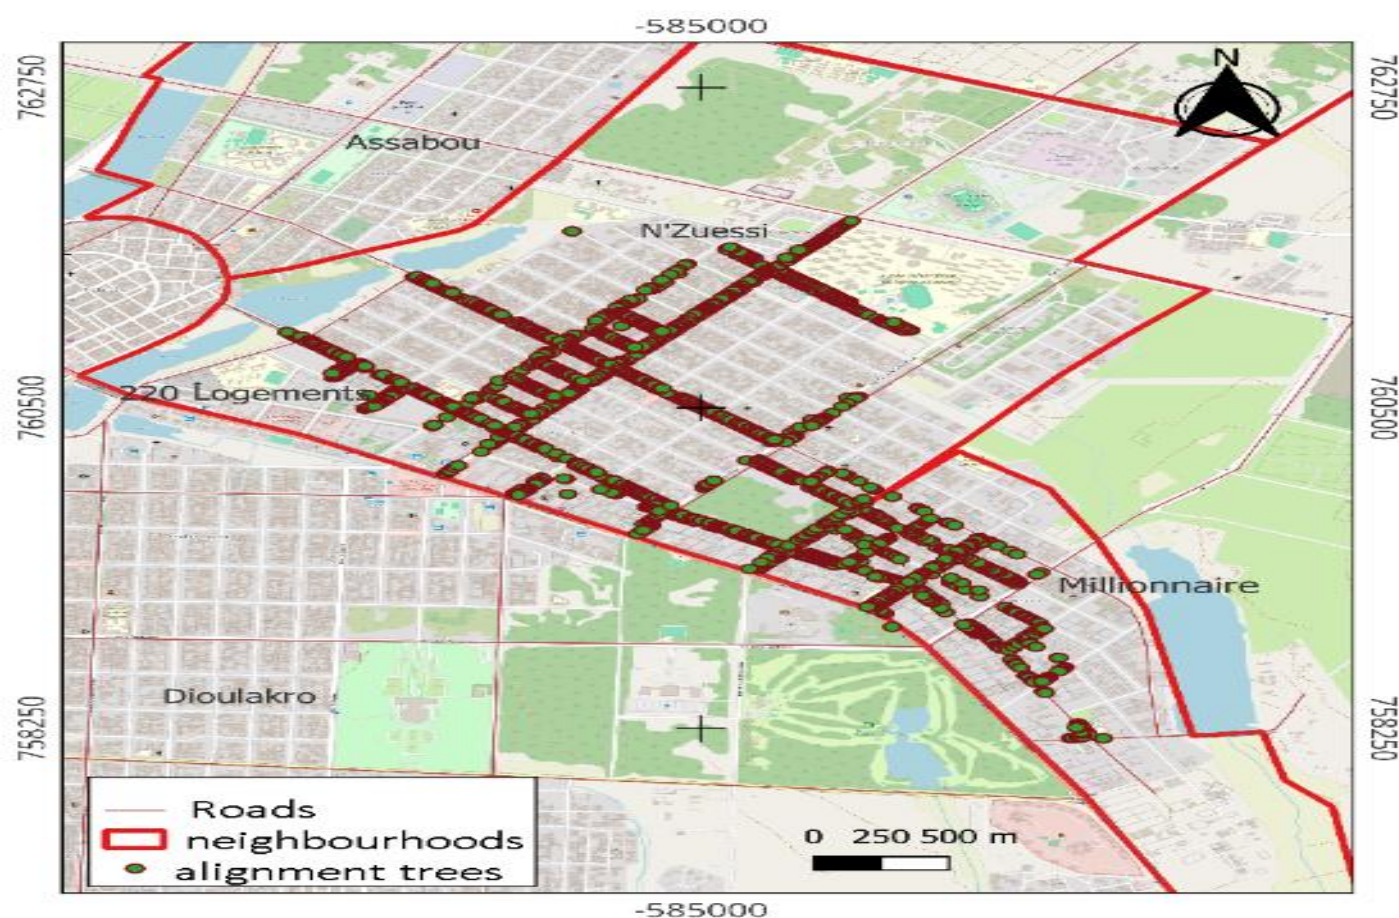 -585000
762750
762750
N
Assabou
N'Zuessi
220 Logements
760500
760500
Millionnaire
Dioulakro
758250
758250
Roads
neighbourhoods
alignment trees
0 250 500 m
-585000